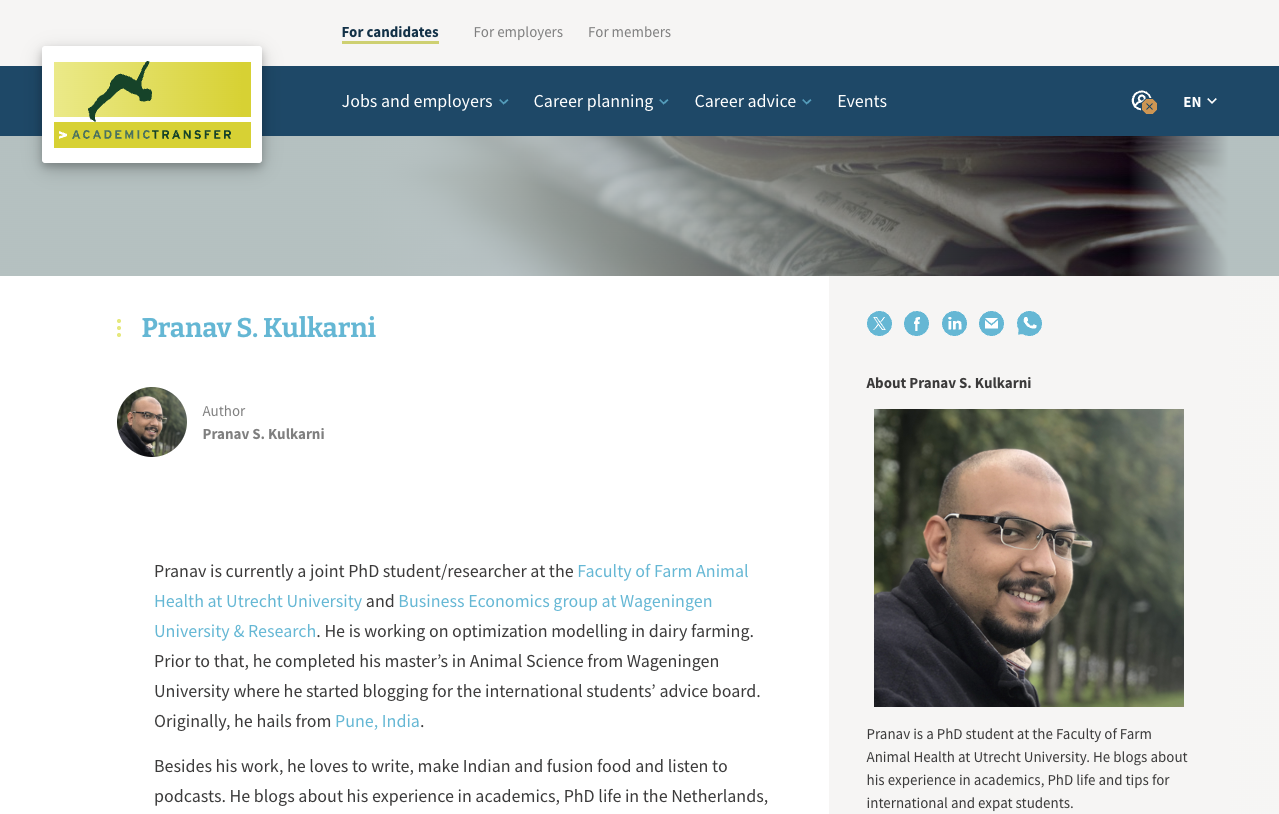 For candidates
For employers
For members
> ACADEMICTRANSFER
Jobs and employers
Career planning
Career advice
Events
EN
Pranav S. Kulkarni
Author
Pranav S. Kulkarni
Pranav is currently a joint PhD student/researcher at the Faculty of Farm Animal
Health at Utrecht University and Business Economics group at Wageningen
University & Research. He is working on optimization modelling in dairy farming.
Prior to that, he completed his master’s in Animal Science from Wageningen
University where he started blogging for the international students’ advice board.
Originally, he hails from Pune, India.
Besides his work, he loves to write, make Indian and fusion food and listen to
podcasts. He blogs about his experience in academics, PhD life in the Netherlands,
About Pranav S. Kulkarni
Pranav is a PhD student at the Faculty of Farm
Animal Health at Utrecht University. He blogs about
his experience in academics, PhD life and tips for
international and expat students.